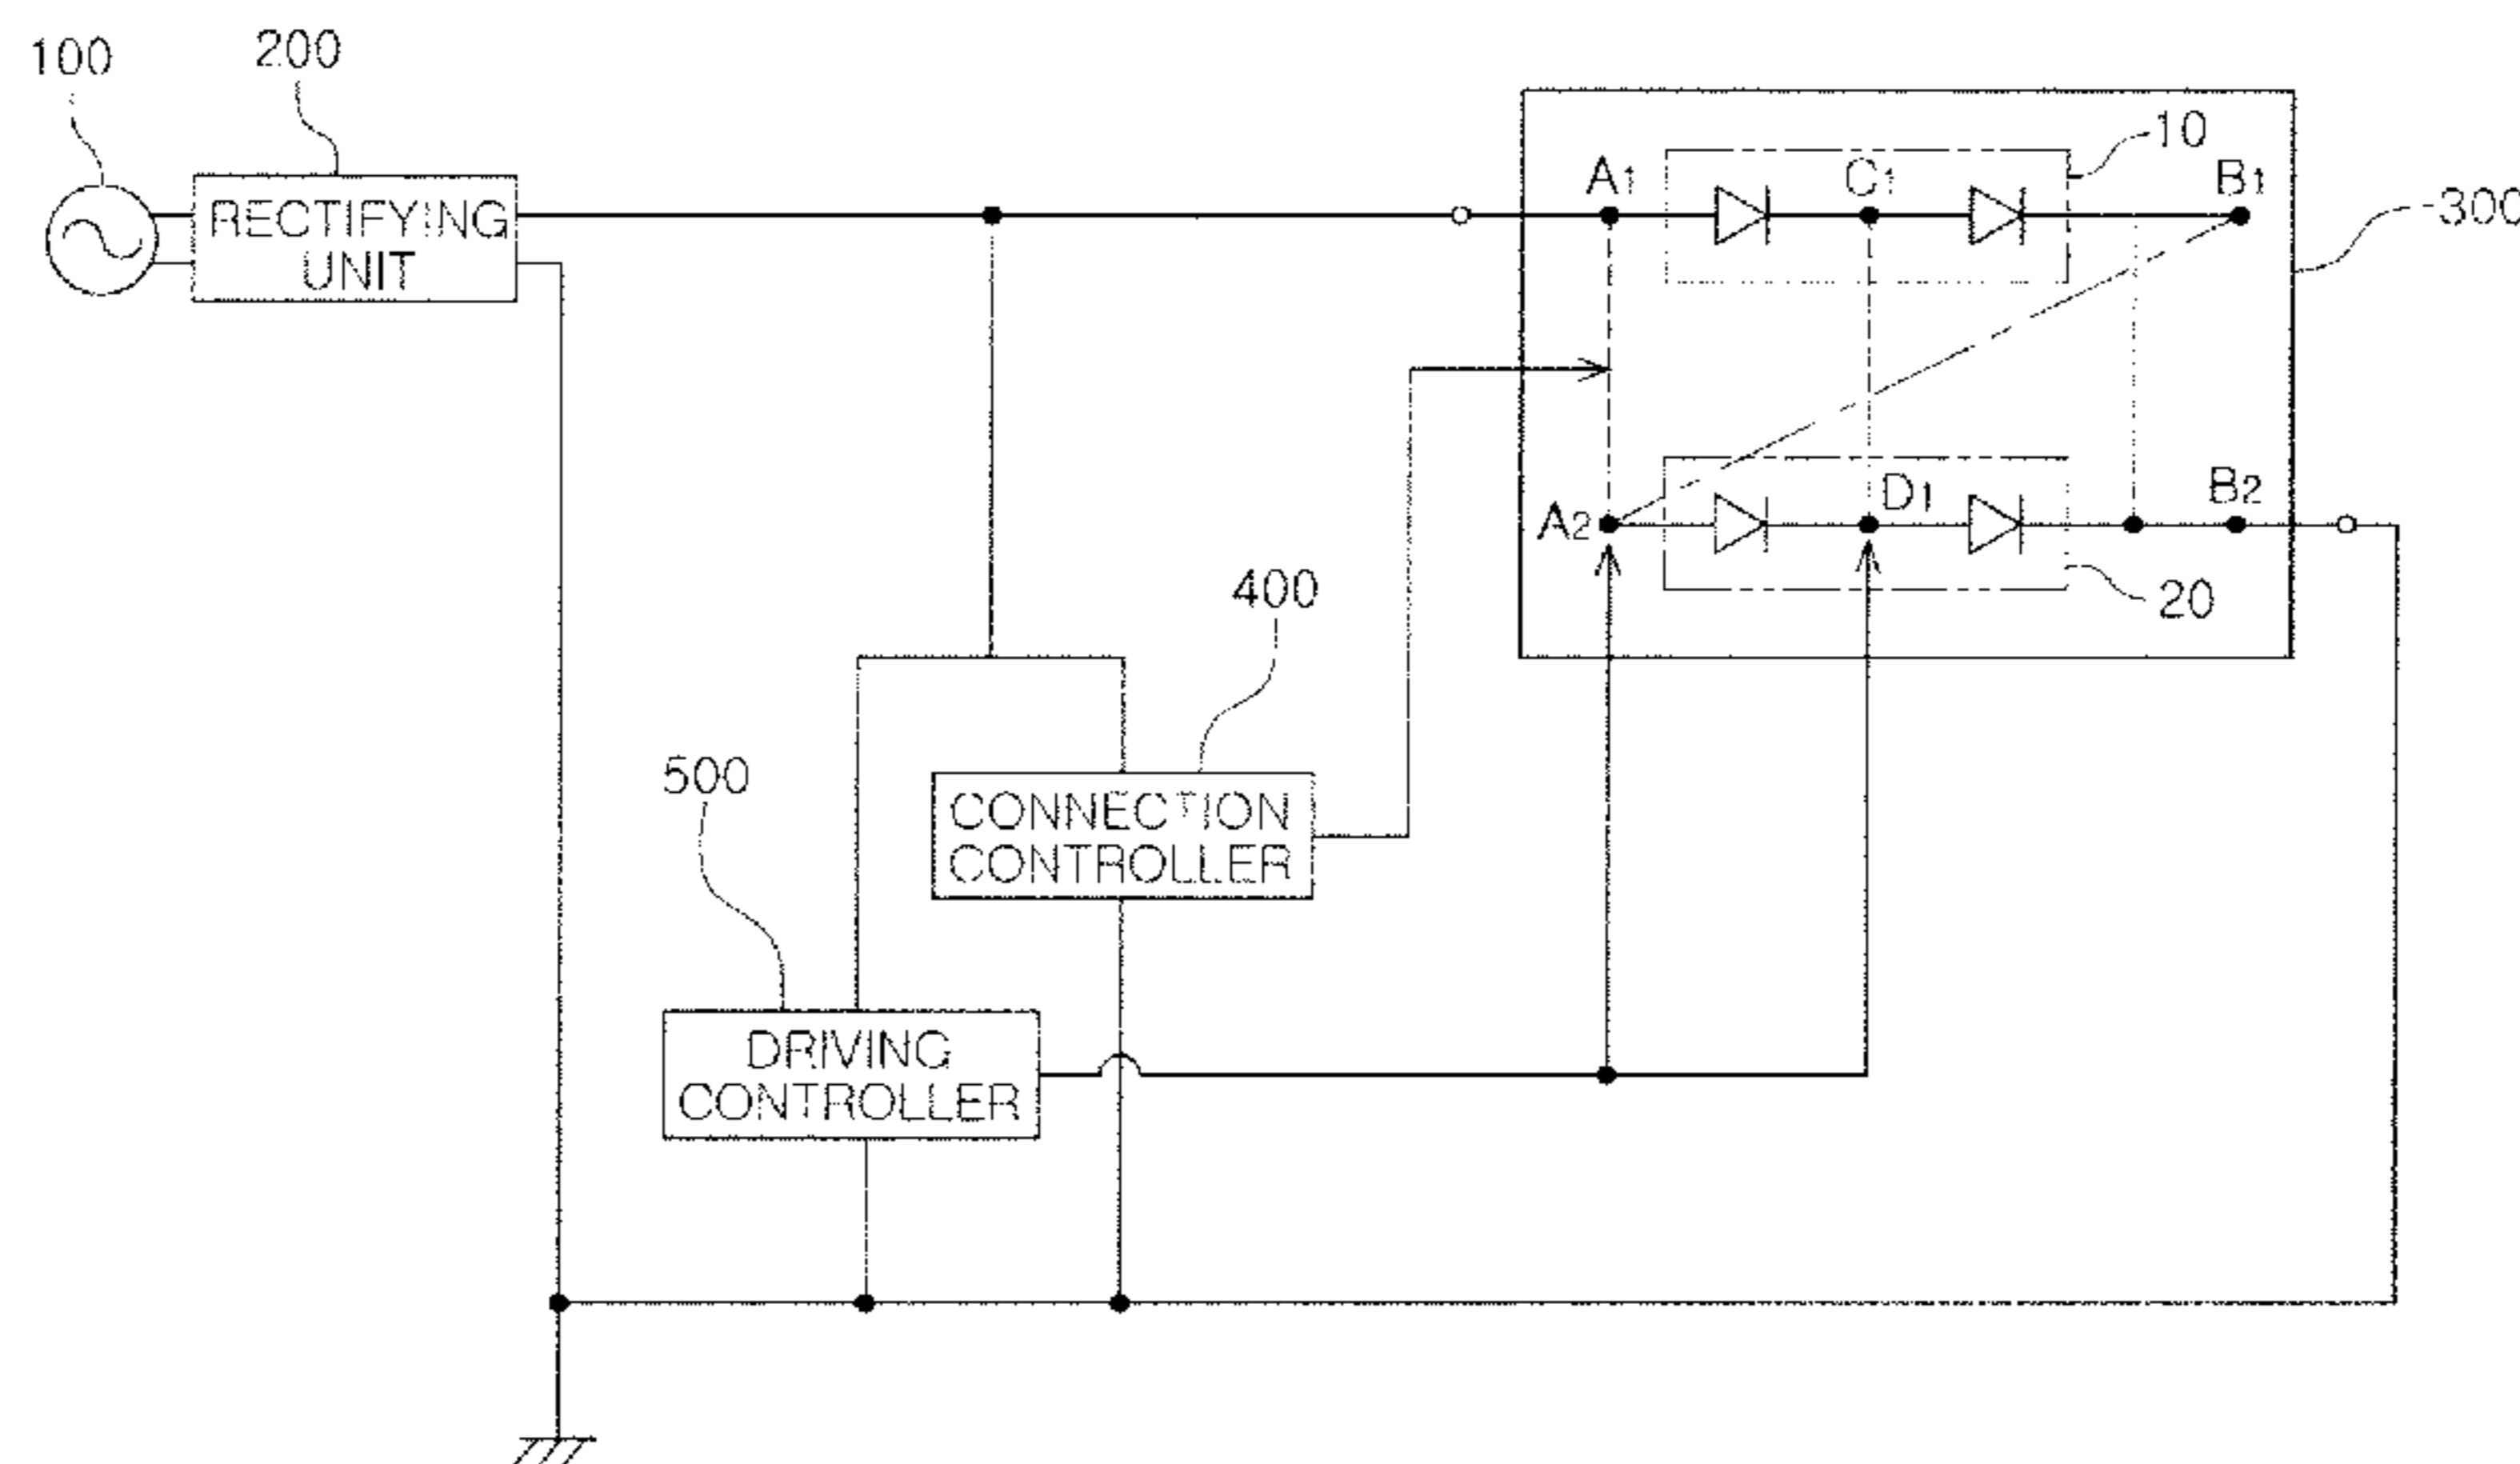 100
200
RECTIFYING
UNIT
A1
C1
10
B1
300
A2
D1
B2
20
400
500
CONNECTION
CONTROLLER
DRIVING
CONTROLLER